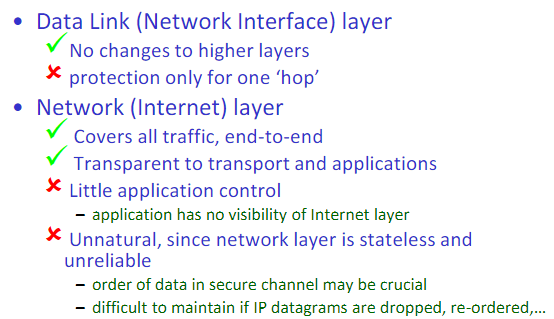 • Data Link (Network Interface) layer
✓ No changes to higher layers
✘ protection only for one ‘hop’
• Network (Internet) layer
✓ Covers all traffic, end-to-end
✓ Transparent to transport and applications
✘ Little application control
– application has no visibility of Internet layer
✘ Unnatural, since network layer is stateless and
unreliable
– order of data in secure channel may be crucial
– difficult to maintain if IP datagrams are dropped, re-ordered,…